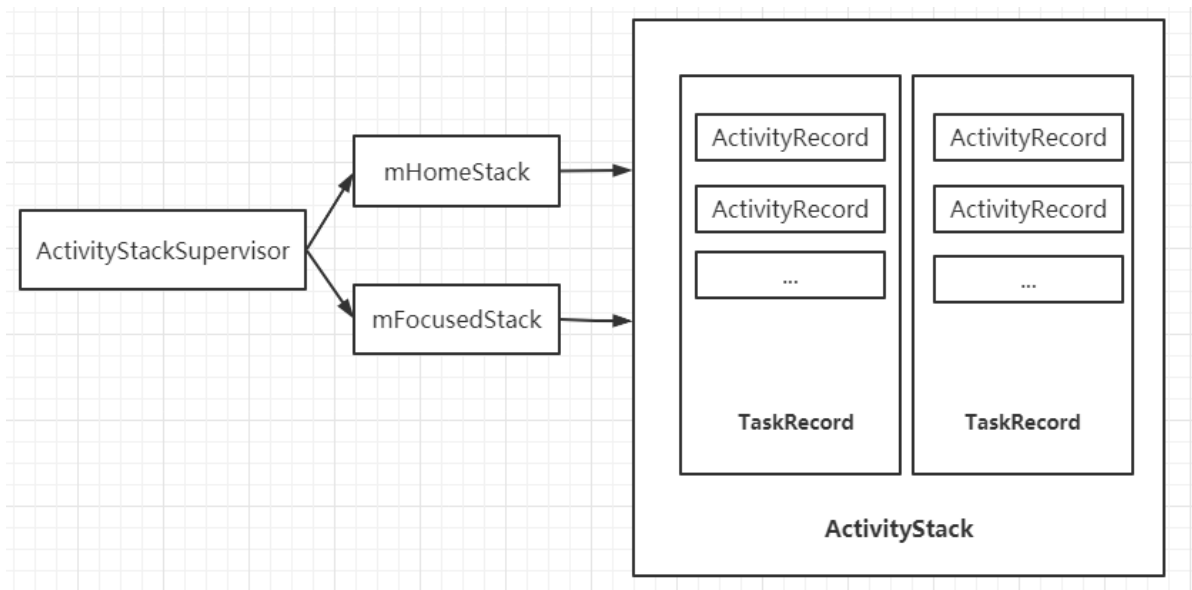 ActivityStackSupervisor
mHomeStack
mFocusedStack
ActivityRecord
ActivityRecord
...
TaskRecord
ActivityRecord
ActivityRecord
...
TaskRecord
ActivityStack